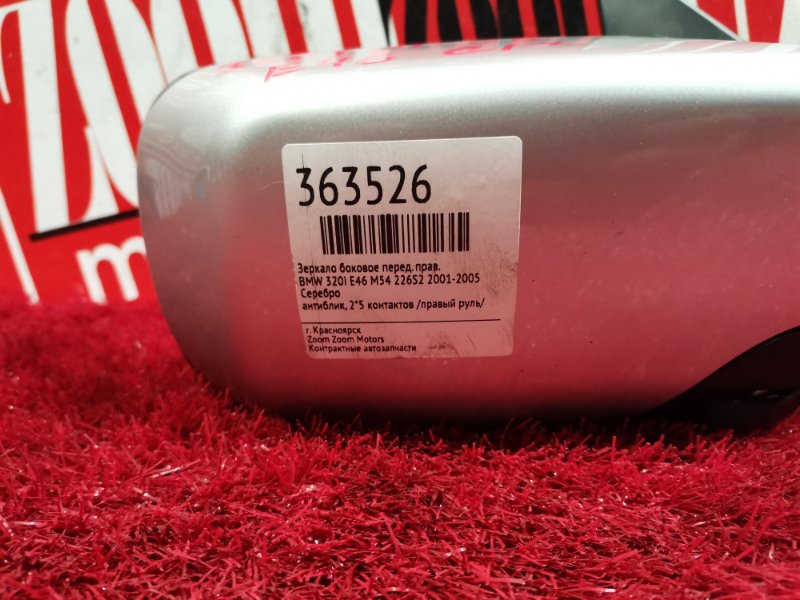 ZOOM
m
363526
Зеркало боковое перед. прав.
BMW 320I E46 M54 226S2 2001-2005
Серебро
антиблик, 2*5 контактов /правый руль/
г. Красноярск
Zoom Zoom Motors
Контрактные автозапчасти